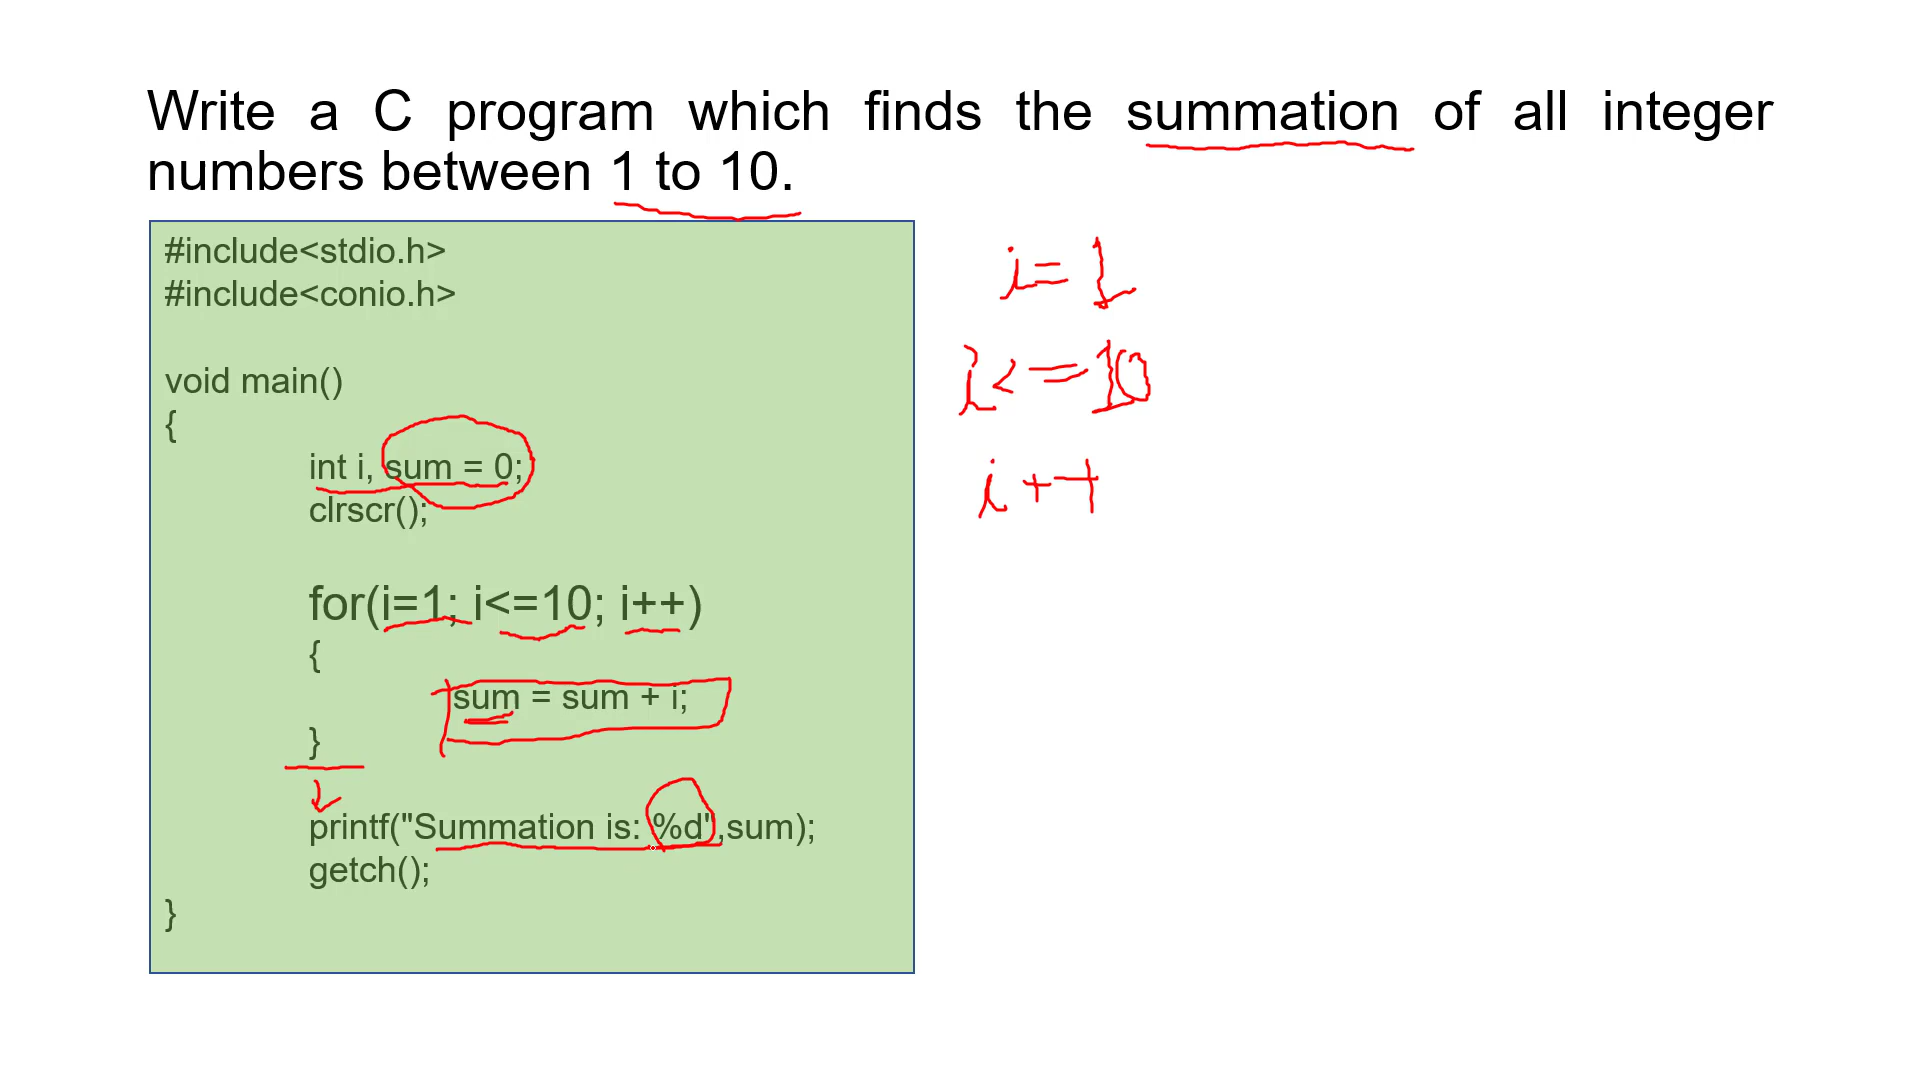 Write a C program which finds the summation of all integer
numbers between 1 to 10.
#include<stdio.h>
#include<conio.h>
void main()
{
int i, sum = 0;
clrscr();
for(i=1; i<=10; i++)
{
sum = sum + i;
}
printf("Summation is: %d",sum);
getch();
}
i=1
i<=10
i++